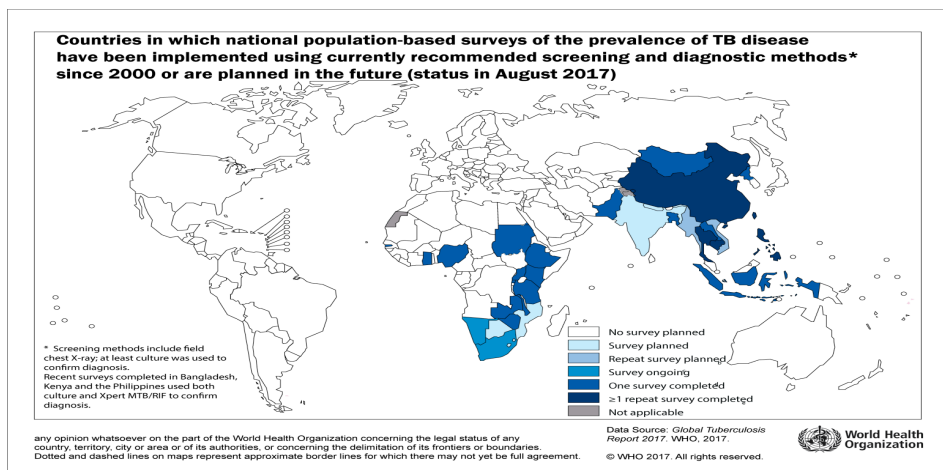 Countries in which national population-based surveys of the prevalence of TB disease
have been implemented using currently recommended screening and diagnostic methods*
since 2000 or are planned in the future (status in August 2017)
* Screening methods include field
chest X-ray; at least culture was used to
confirm diagnosis.
Recent surveys completed in Bangladesh,
Kenya and the Philippines used both
culture and Xpert MTB/RIF to confirm
diagnosis.
No survey planned
Survey planned
Repeat survey planned
Survey ongoing
One survey completed
≥1 repeat survey completed
Not applicable
any opinion whatsoever on the part of the World Health Organization concerning the legal status of any
country, territory, city or area or of its authorities, or concerning the delimitation of its frontiers or boundaries.
Dotted and dashed lines on maps represent approximate border lines for which there may not yet be full agreement.
Data Source: Global Tuberculosis
Report 2017. WHO, 2017.
© WHO 2017. All rights reserved.
World Health
Organization